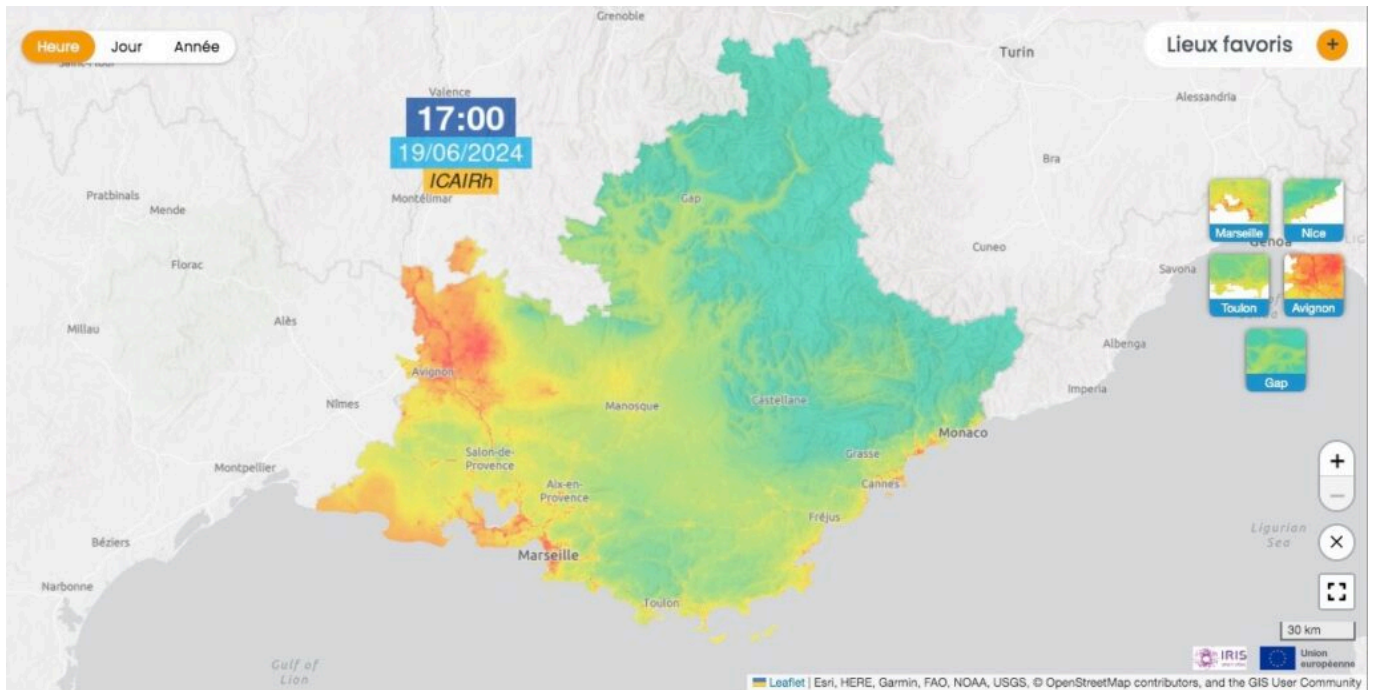 Grenoble
Heure Jour Année
Lieux favoris +
Turin
Valence
Alessandria
17:00
19/06/2024
ICAIRh
Bra
Pratbinals
Mende
Montélimar
Gap
Marseille
Nice
Cuneo
Genoa
Florac
Savona
Toulon
Avignon
Alès
Millau
Albenga
Avignon
Gap
Imperia
Nîmes
Manosque
Castellane
Monaco
Salon-de-
Provence
Grasse
Montpellier
Aix-en-
Provence
Cannes
Fréjus
Ligurian
Sea
Béziers
Marseille
Narbonne
Toulon
30 km
IRIS
Union
européenne
Gulf of
Lion
Leaflet | Esri, HERE, Garmin, FAO, NOAA, USGS, © OpenStreetMap contributors, and the GIS User Community